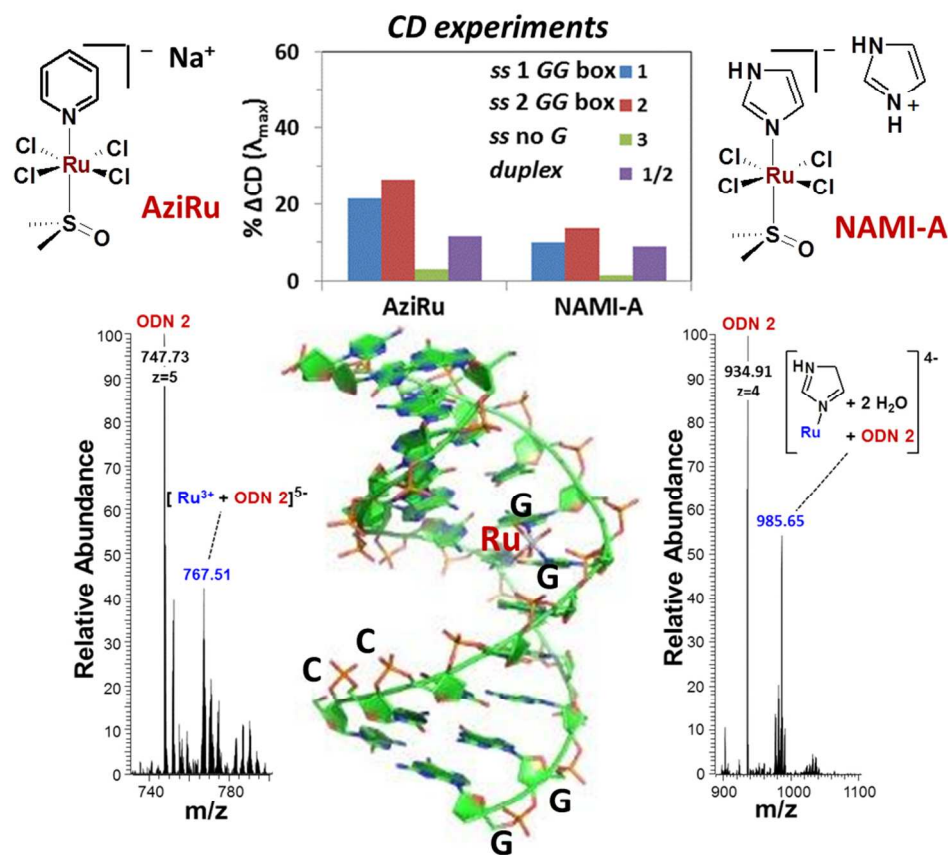 CD experiments
− Na⁺
N
Ru
Cl Cl
Cl Cl
S
O
AziRu
% ΔCD (λmax)
60
40
20
0
ss 1 GG box 1
ss 2 GG box 2
ss no G 3
duplex 1/2
AziRu NAMI-A
HN
N
−
HN
N
H
+
Cl Cl
Ru
Cl Cl
S
O
NAMI-A
ODN 2
747.73
z=5
[ Ru³⁺ + ODN 2]⁵⁻
767.51
Relative Abundance
100
90
80
70
60
50
40
30
20
10
0
740 780
m/z
G
Ru
G
C C
G
G
ODN 2
934.91
z=4
HN
N + 2 H₂O
Ru
+ ODN 2
4-
985.65
Relative Abundance
100
90
80
70
60
50
40
30
20
10
0
900 1000 1100
m/z